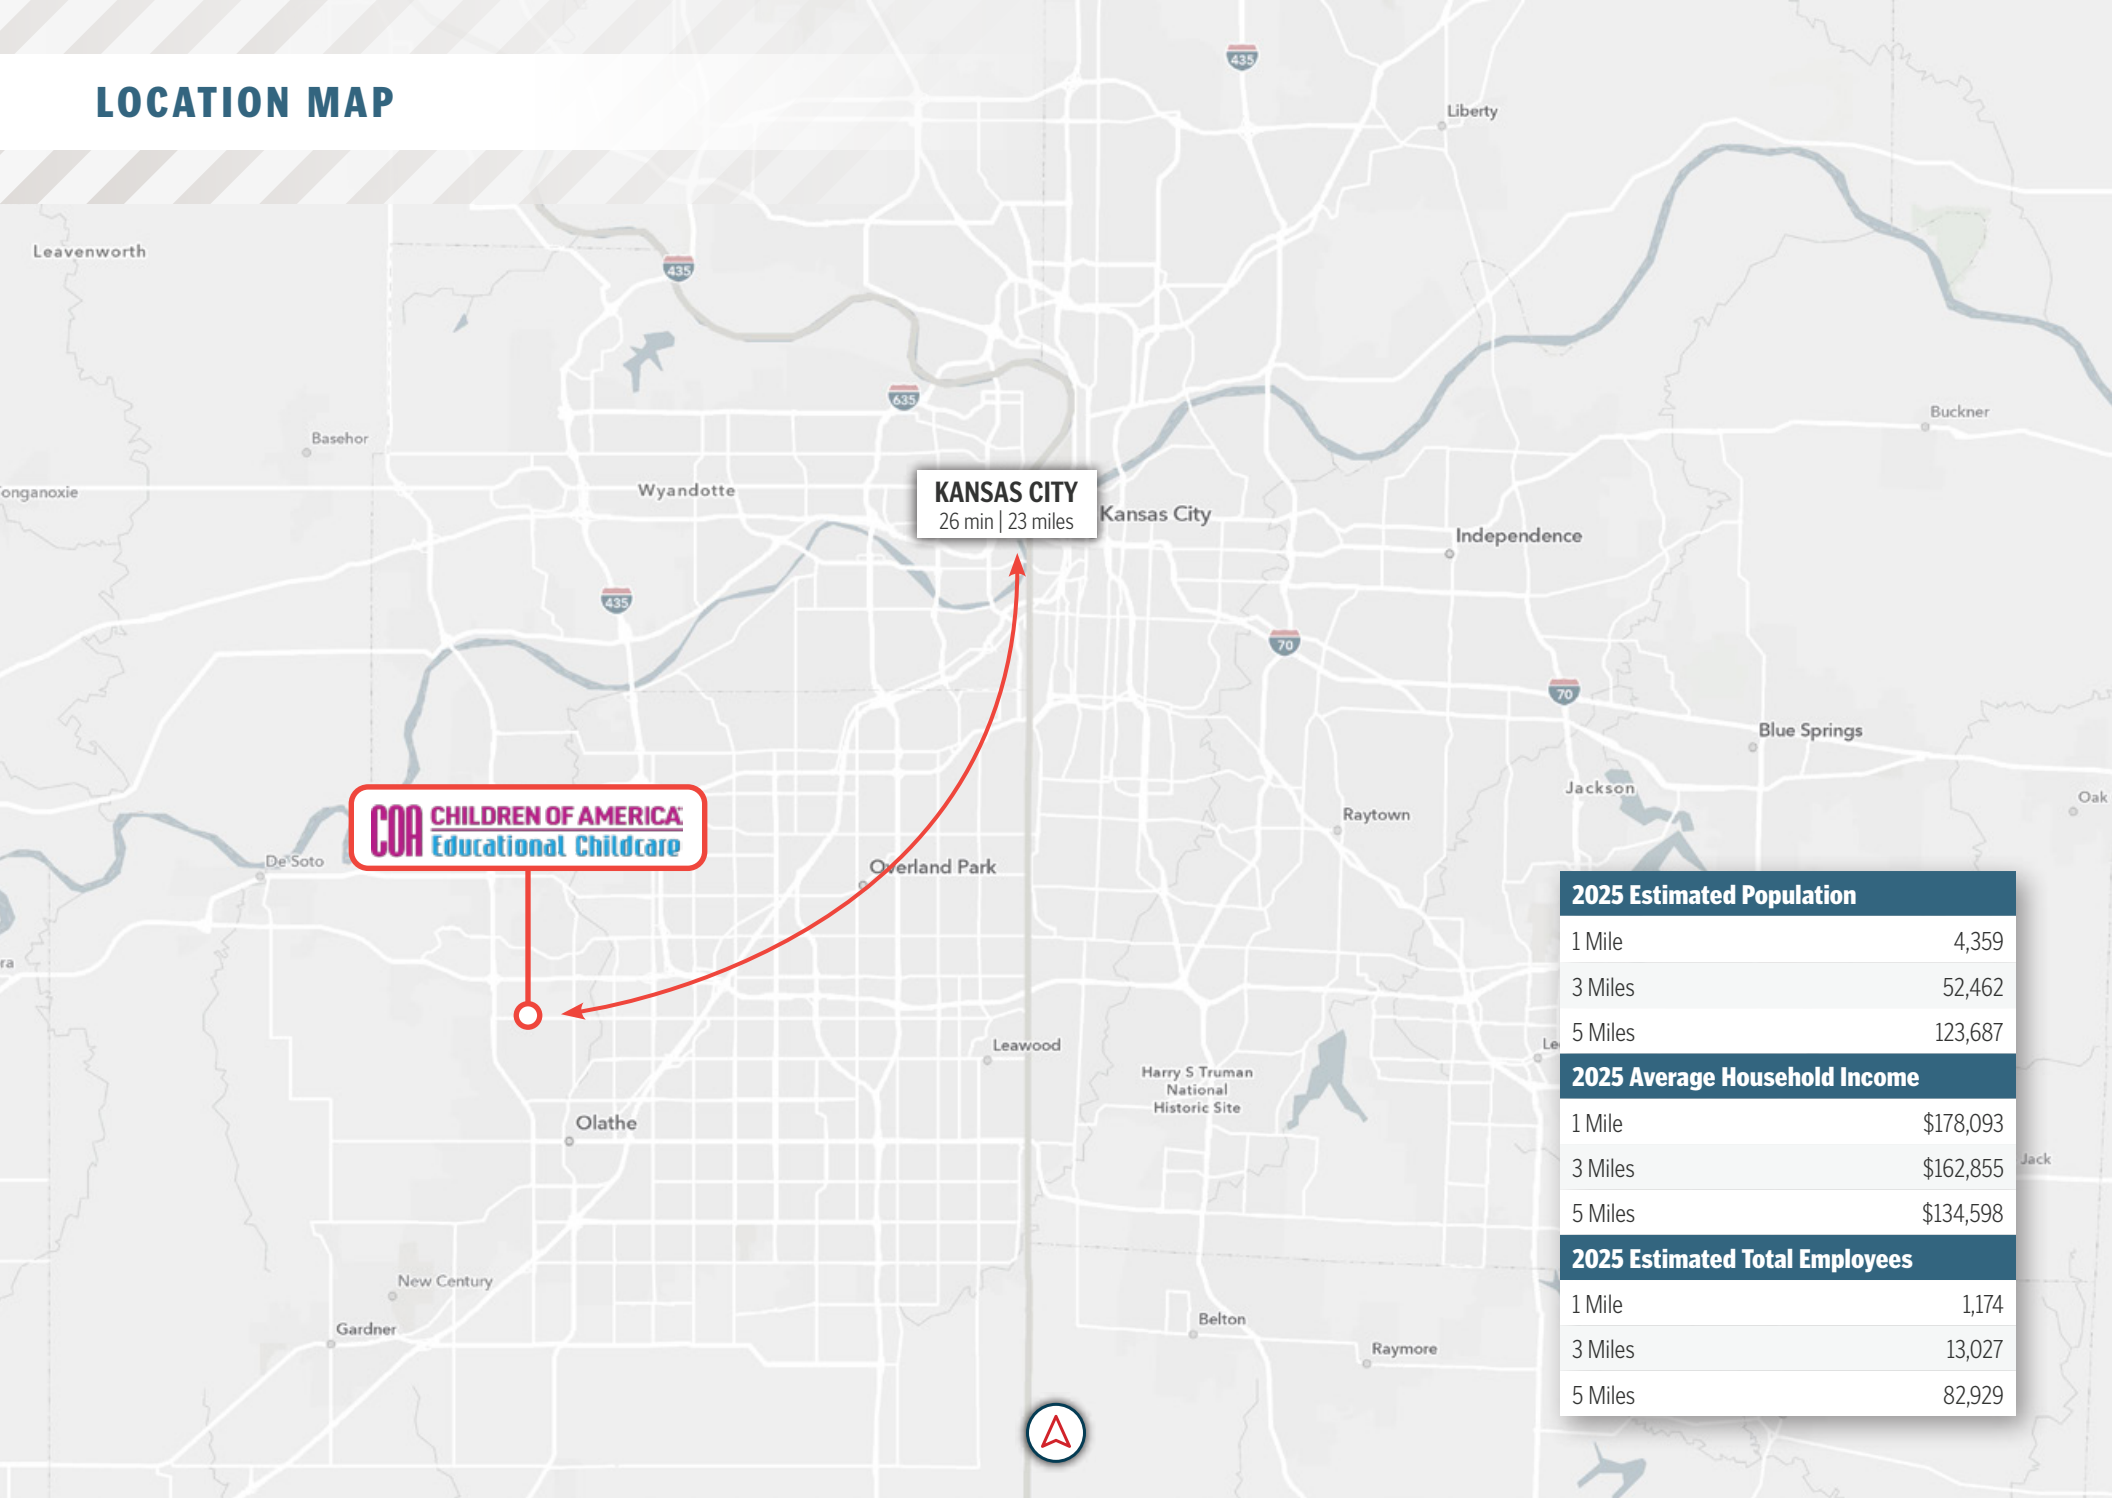 LOCATION MAP
435
Liberty
Leavenworth
435
635
Buckner
Basehor
onganoxie
Wyandotte
KANSAS CITY
26 min | 23 miles
Kansas City
Independence
435
70
70
Blue Springs
Jackson
Oak
Raytown
COA CHILDREN OF AMERICA
Educational Childcare
De Soto
Overland Park
ra
Leawood
Le
Harry S Truman
National
Historic Site
Olathe
Jack
New Century
Gardner
Belton
Raymore
2025 Estimated Population
1 Mile 4,359
3 Miles 52,462
5 Miles 123,687
2025 Average Household Income
1 Mile $178,093
3 Miles $162,855
5 Miles $134,598
2025 Estimated Total Employees
1 Mile 1,174
3 Miles 13,027
5 Miles 82,929